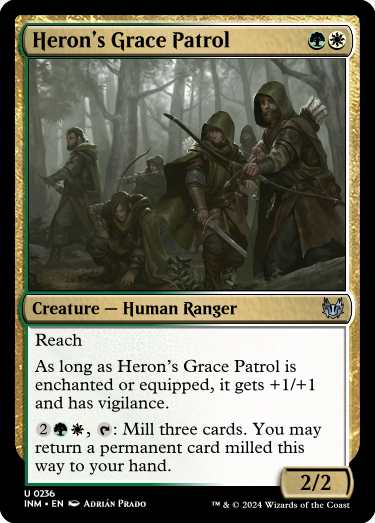 Heron's Grace Patrol
Creature — Human Ranger
Reach
As long as Heron's Grace Patrol is
enchanted or equipped, it gets +1/+1
and has vigilance.
2, : Mill three cards. You may
return a permanent card milled this
way to your hand.
2/2
U 0236
INM • EN ADRIÁN PRADO
™ & © 2024 Wizards of the Coast